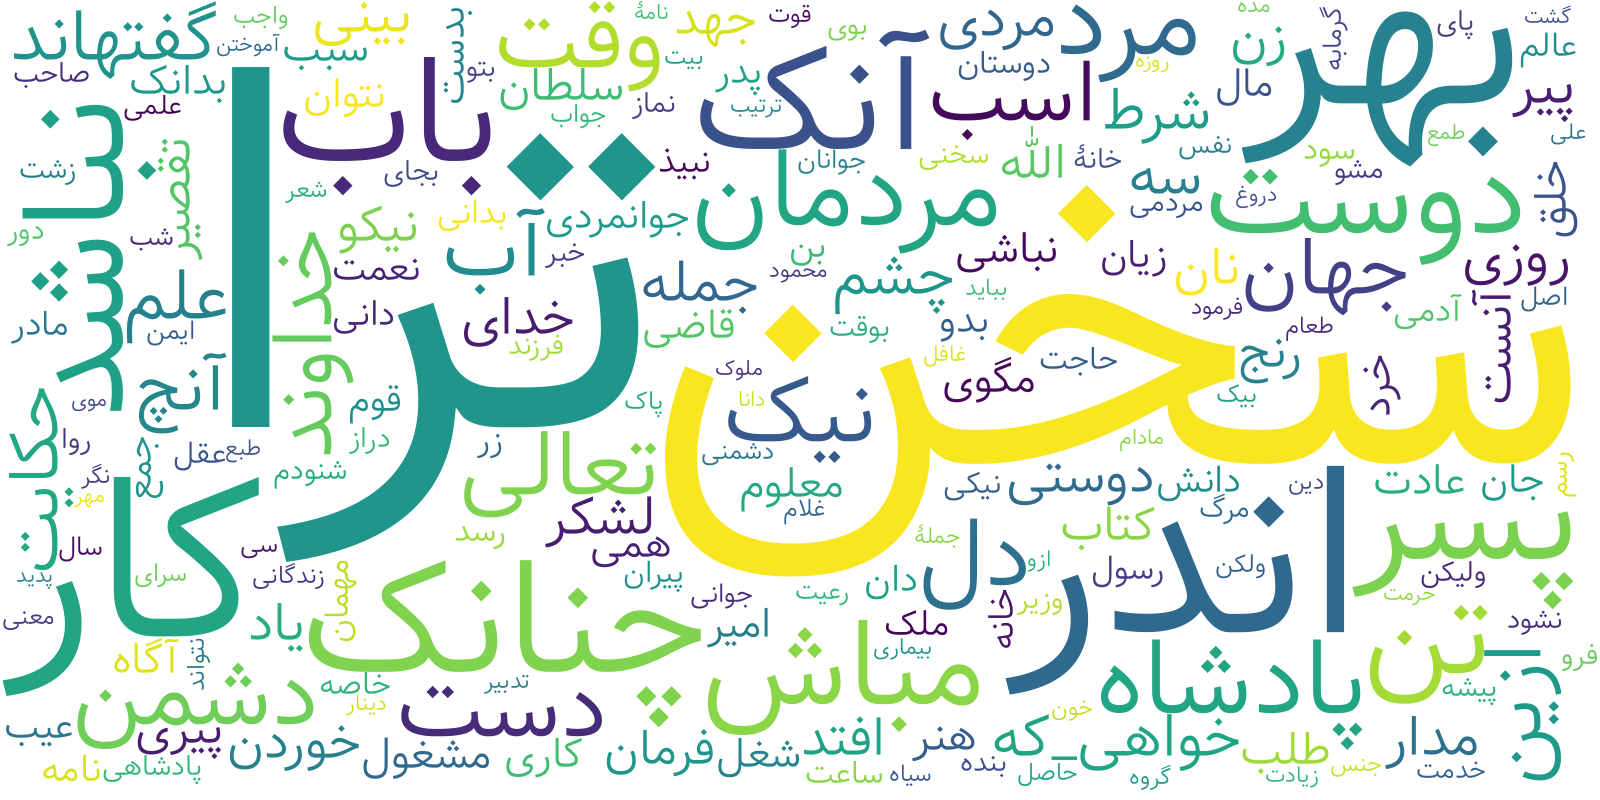 سخن
ترا
بهر
اندر
کار
چنانک
باب
نباشد
آنک
مردمان
دوست
وقت
مرد
مباش
پسر
تن
پادشاه
دشمن
دست
تعالی
دل
خداوند
حکایت
گفته‍اند
علم
آب
آنچ
جهان
نیک
اسب
ازین
مردی
بینی
جهد
زن
پیر
شرط
سه
الله
مال
سلطان
سبب
بدانک
نتوان
پدر
نبیذ
جوانمردی
نیکو
نعمت
دانی
خدای
جمله
چشم
نباشی
زیان
نان
روزی
خلق
آنست
رنج
خرد
مگوی
حاجت
بدو
قاضی
تقصیر
مادر
قوم
عقل
جمع
لشکر
همی
معلوم
دوستی
دانش
جان
عادت
کتاب
رسول
دان
امیر
ملک
خانه
یاد
آگاه
مهمان
خاصه
عیب
پیری
خوردن
مشغول
کاری
فرمان
شغل
افتد
هنر
که_خواهی
طلب
مدار
نامه
پادشاهی
دینار
تدبیر
ساعت
سیاه
بنده
حاصل
گروه
زیادت
جنس
خدمت
پیشه
فرو
نشود
حرمت
ولیکن
ولکن
دین
مرگ
رسم
مادام
بیک
غافل
ملوک
دانا
محمود
بوقت
بباید
فرمود
طعام
آدمی
اصل
علی
طمع
عالم
گشت
پای
گرمابه
مده
روزه
دوستان
قوت
بوی
بیت
نامهٔ
واجب
آموختن
صاحب
علمی
بدست
بتو
نماز
جواب
ترتیب
جوانان
سخنی
خانهٔ
نفس
سود
مشو
دروغ
مردمی
بن
خبر
بدانی
بجای
شعر
زشت
دور
شب
ایمن
فرزند
پاک
زر
دشمنی
نیکی
غلام
جملهٔ
ازو
وزیر
خون
رعیت
بیماری
جوانی
پیران
رسد
شنودم
دراز
طبع
روا
موی
نگر
مهر
سال
سی
زندگانی
سرای
پدید
معنی
نتواند